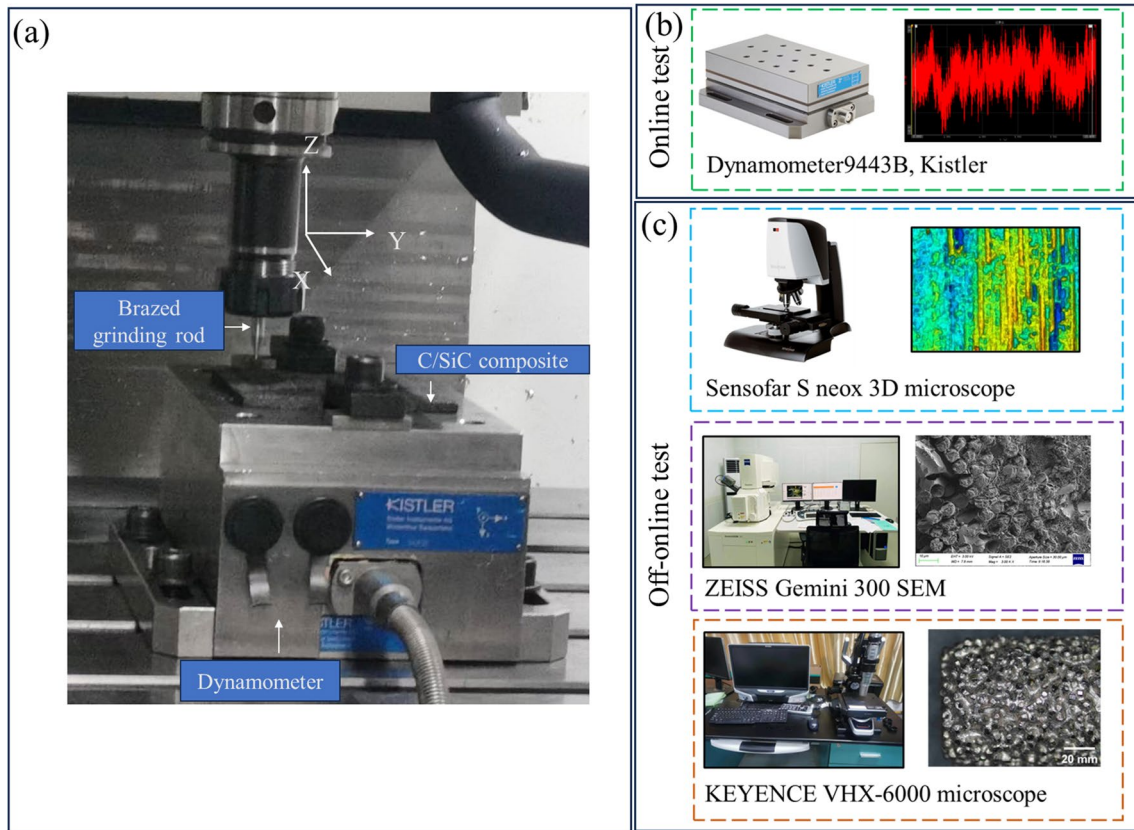 (a)
Z
Y
X
Brazed
grinding rod
C/SiC composite
KISTLER
Dynamometer
(b)
Online test
Dynamometer9443B, Kistler
(c)
Off-online test
Sensofar S neox 3D microscope
ZEISS Gemini 300 SEM
20 mm
KEYENCE VHX-6000 microscope